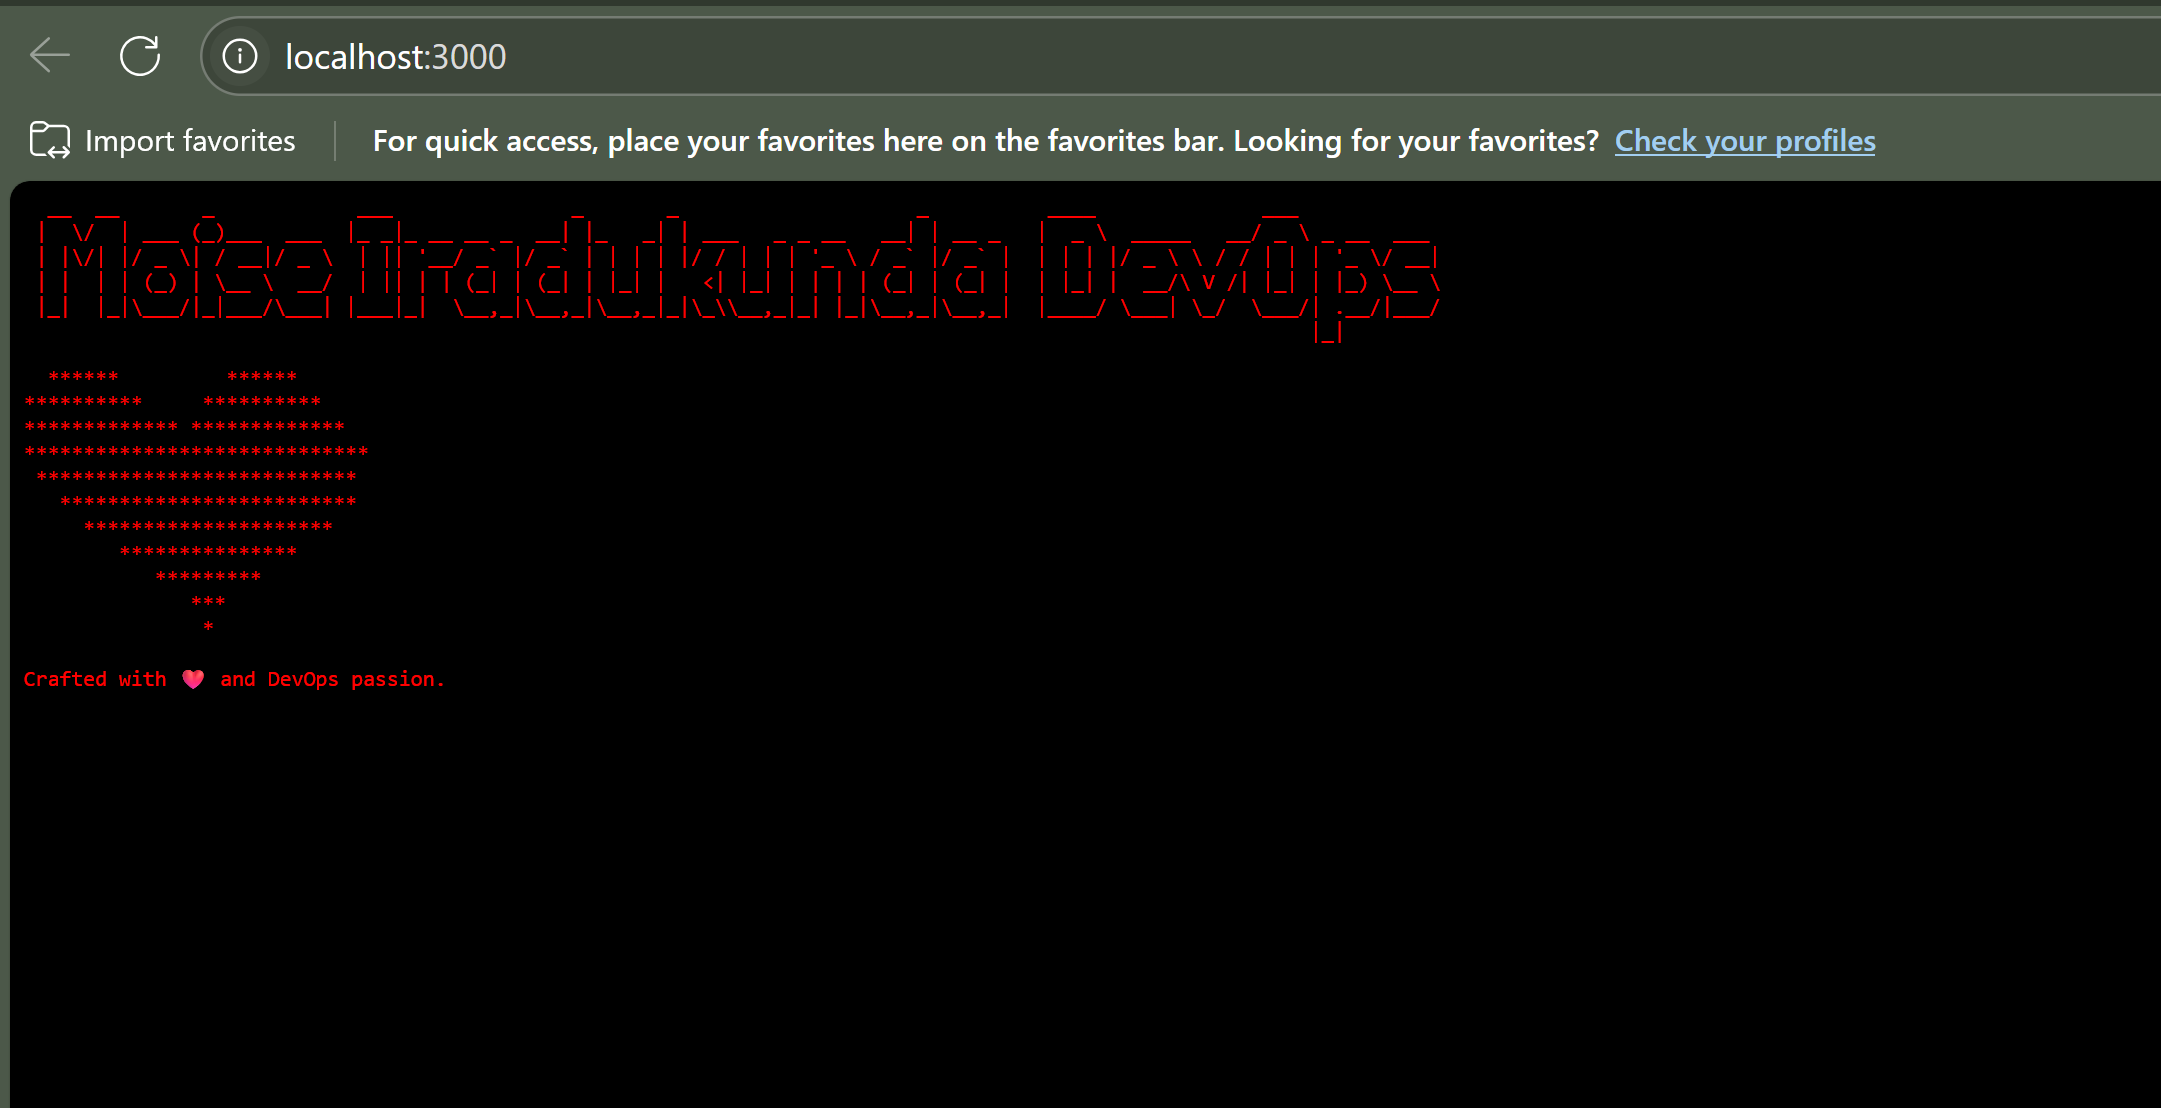 localhost:3000
Import favorites
For quick access, place your favorites here on the favorites bar. Looking for your favorites? Check your profiles
Moise Iradukunda DevOps
Crafted with ❤️ and DevOps passion.